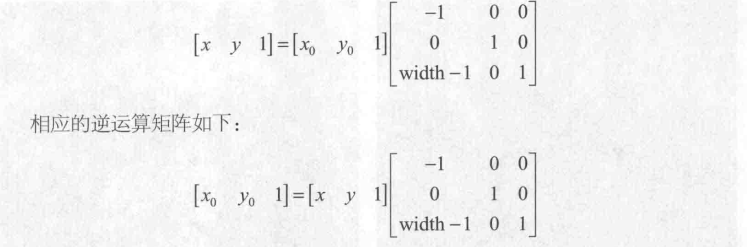 [x y 1]=[x₀ y₀ 1][−1 0 0; 0 1 0; width−1 0 1]
相应的逆运算矩阵如下：
[x₀ y₀ 1]=[x y 1][−1 0 0; 0 1 0; width−1 0 1]